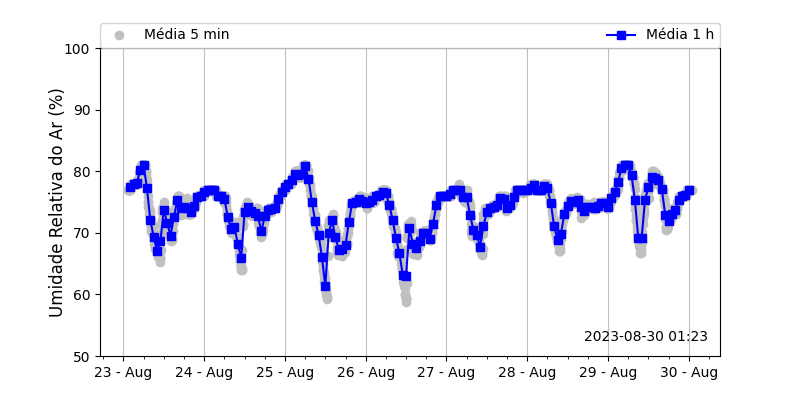 Média 5 min
Média 1 h
Umidade Relativa do Ar (%)
100
90
80
70
60
50
2023-08-30 01:23
23 - Aug
24 - Aug
25 - Aug
26 - Aug
27 - Aug
28 - Aug
29 - Aug
30 - Aug